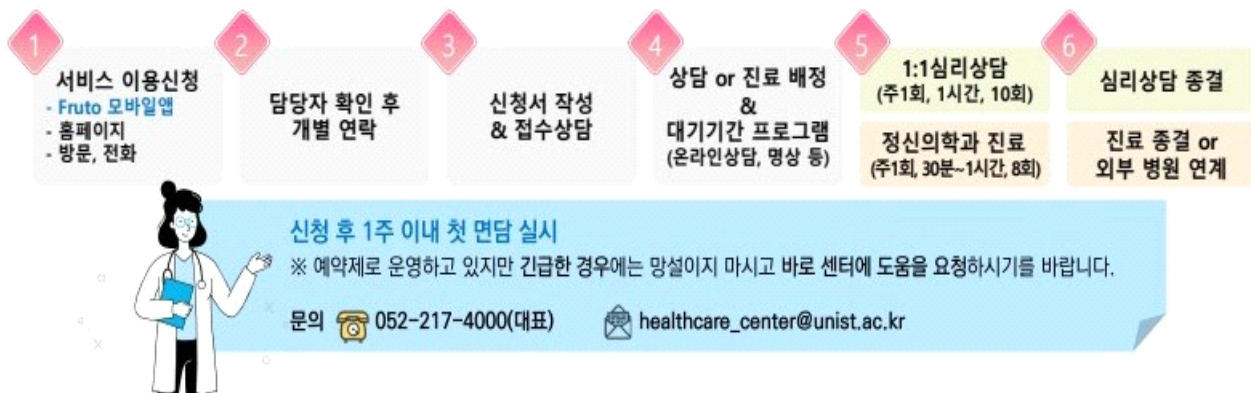 1
서비스 이용신청
- Fruto 모바일앱
- 홈페이지
- 방문, 전화
2
담당자 확인 후
개별 연락
3
신청서 작성
& 접수상담
4
상담 or 진료 배정
&
대기기간 프로그램
(온라인상담, 명상 등)
5
1:1심리상담
(주1회, 1시간, 10회)
정신의학과 진료
(주1회, 30분~1시간, 8회)
6
심리상담 종결
진료 종결 or
외부 병원 연계
신청 후 1주 이내 첫 면담 실시
※ 예약제로 운영하고 있지만 긴급한 경우에는 망설이지 마시고 바로 센터에 도움을 요청하시기를 바랍니다.
문의 052-217-4000(대표) healthcare_center@unist.ac.kr